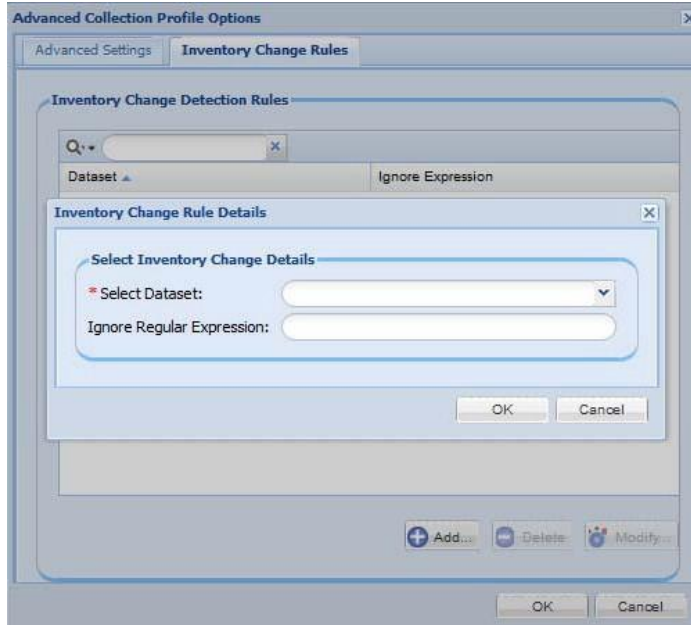 Advanced Collection Profile Options
Advanced Settings
Inventory Change Rules
Inventory Change Detection Rules
Dataset
Ignore Expression
Inventory Change Rule Details
Select Inventory Change Details
* Select Dataset:
Ignore Regular Expression:
OK
Cancel
Add...
Delete
Modify...
OK
Cancel